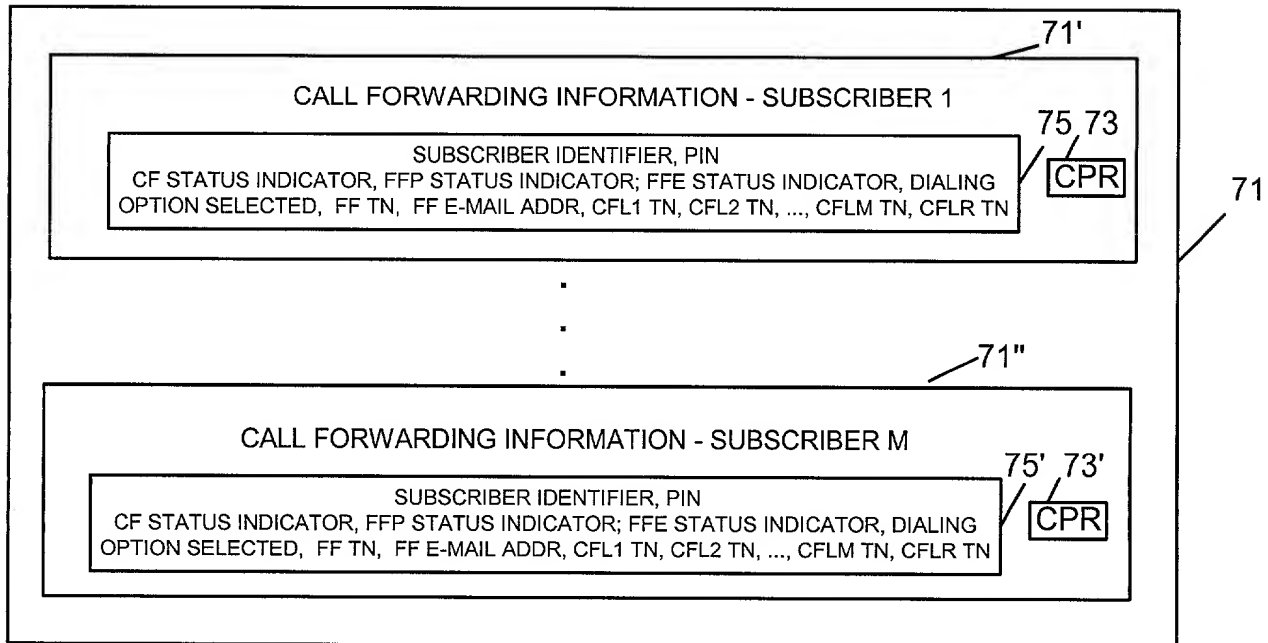 71'
CALL FORWARDING INFORMATION - SUBSCRIBER 1
75 73
SUBSCRIBER IDENTIFIER, PIN
CF STATUS INDICATOR, FFP STATUS INDICATOR; FFE STATUS INDICATOR, DIALING
OPTION SELECTED, FF TN, FF E-MAIL ADDR, CFL1 TN, CFL2 TN, ..., CFLM TN, CFLR TN
CPR
71
.
.
.
71"
CALL FORWARDING INFORMATION - SUBSCRIBER M
75' 73'
SUBSCRIBER IDENTIFIER, PIN
CF STATUS INDICATOR, FFP STATUS INDICATOR; FFE STATUS INDICATOR, DIALING
OPTION SELECTED, FF TN, FF E-MAIL ADDR, CFL1 TN, CFL2 TN, ..., CFLM TN, CFLR TN
CPR